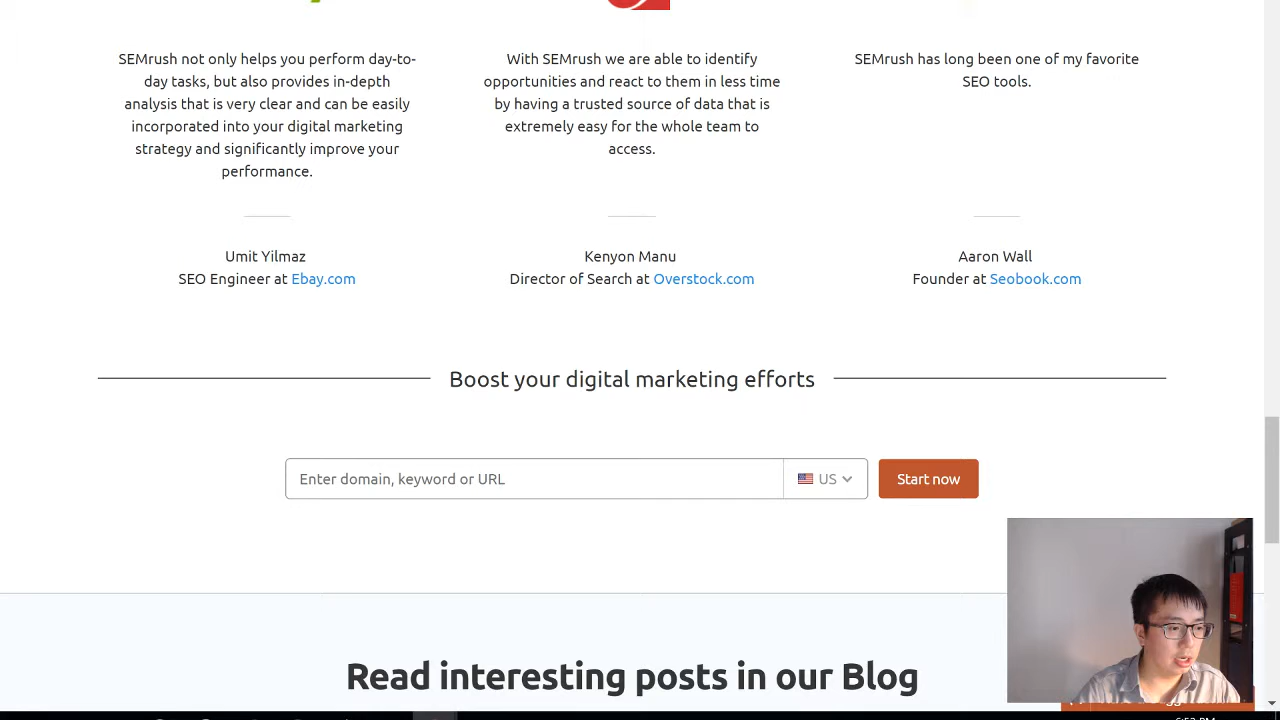 SEMrush not only helps you perform day-to-
day tasks, but also provides in-depth
analysis that is very clear and can be easily
incorporated into your digital marketing
strategy and significantly improve your
performance.
Umit Yilmaz
SEO Engineer at Ebay.com
With SEMrush we are able to identify
opportunities and react to them in less time
by having a trusted source of data that is
extremely easy for the whole team to
access.
Kenyon Manu
Director of Search at Overstock.com
SEMrush has long been one of my favorite
SEO tools.
Aaron Wall
Founder at Seobook.com
Boost your digital marketing efforts
Enter domain, keyword or URL
US
Start now
Read interesting posts in our Blog